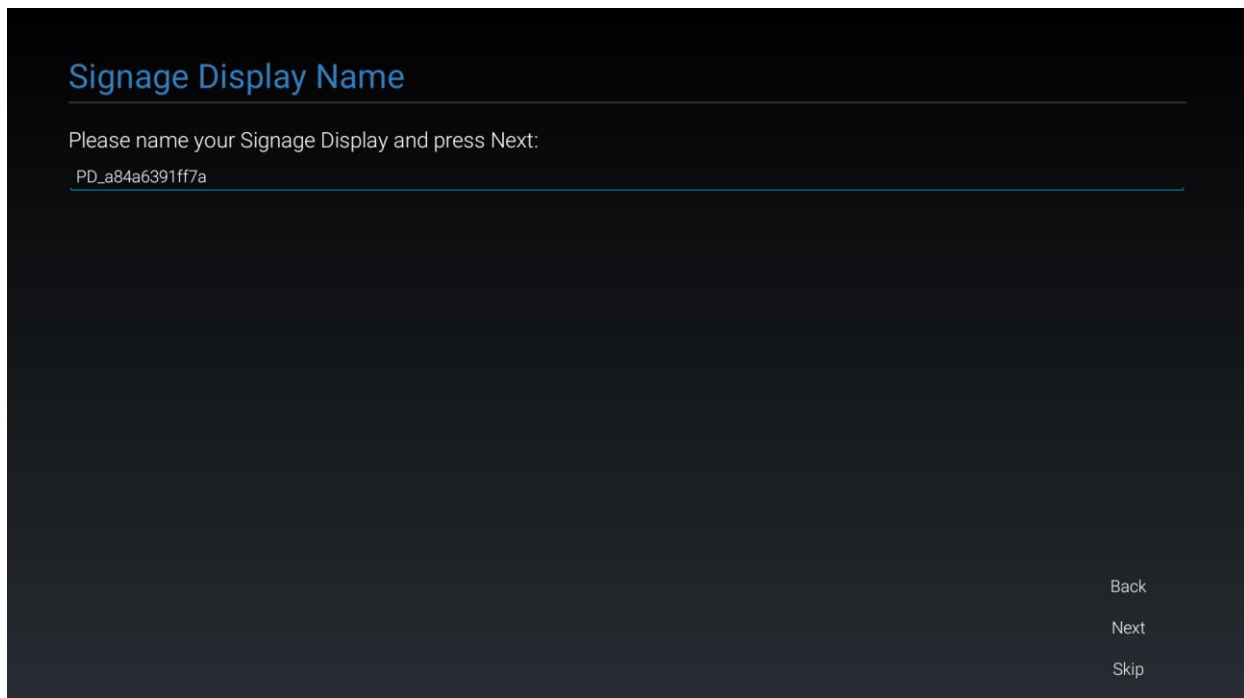 Signage Display Name
Please name your Signage Display and press Next:
PD_a84a6391ff7a
Back
Next
Skip